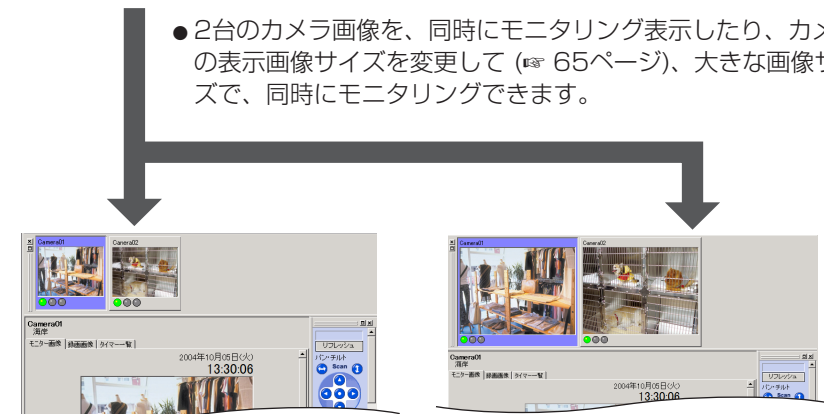 ● 2台のカメラ画像を、同時にモニタリング表示したり、カメ
の表示画像サイズを変更して (☞ 65ページ)、大きな画像サ
ズで、同時にモニタリングできます。
Camera01
Camera02
Camera01
海岸
モニター画像 録画画像 タイマー一覧
2004年10月05日(火)
13:30:06
リフレッシュ
パン・チルト
Scan
Camera01
Camera02
Camera01
海岸
モニター画像 録画画像 タイマー一覧
2004年10月05日(火)
13:30:06
リフレッシュ
パン・チルト
Scan